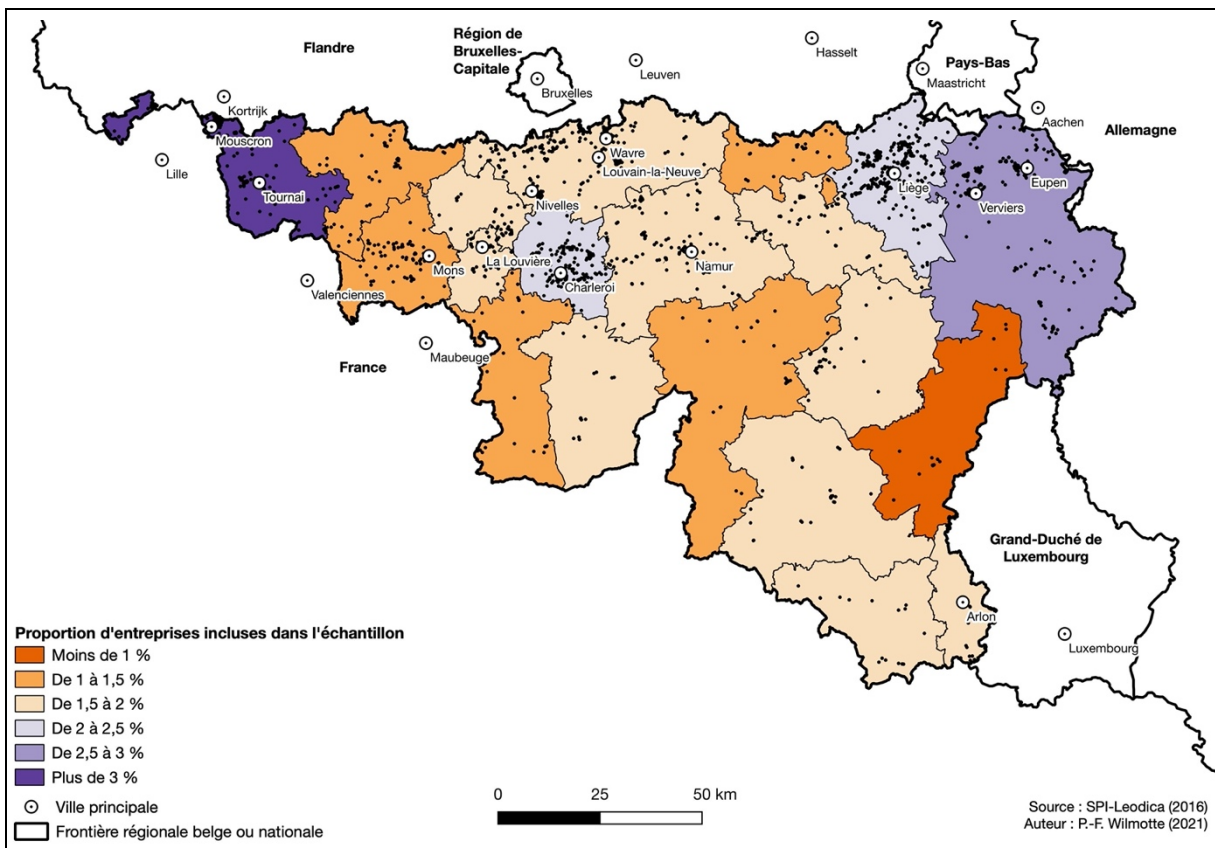 Flandre
Région de
Bruxelles-
Capitale
Hasselt
Leuven
Pays-Bas
Maastricht
Bruxelles
Kortrijk
Aachen
Allemagne
Mouscron
Wavre
Lille
Louvain-la-Neuve
Liège
Eupen
Tournai
Nivelles
Verviers
La Louvière
Mons
Namur
Charleroi
Valenciennes
Maubeuge
France
Grand-Duché de
Luxembourg
Arlon
Luxembourg
Proportion d'entreprises incluses dans l'échantillon
Moins de 1 %
De 1 à 1,5 %
De 1,5 à 2 %
De 2 à 2,5 %
De 2,5 à 3 %
Plus de 3 %
Ville principale
Frontière régionale belge ou nationale
0 25 50 km
Source : SPI-Leodica (2016)
Auteur : P.-F. Wilmotte (2021)